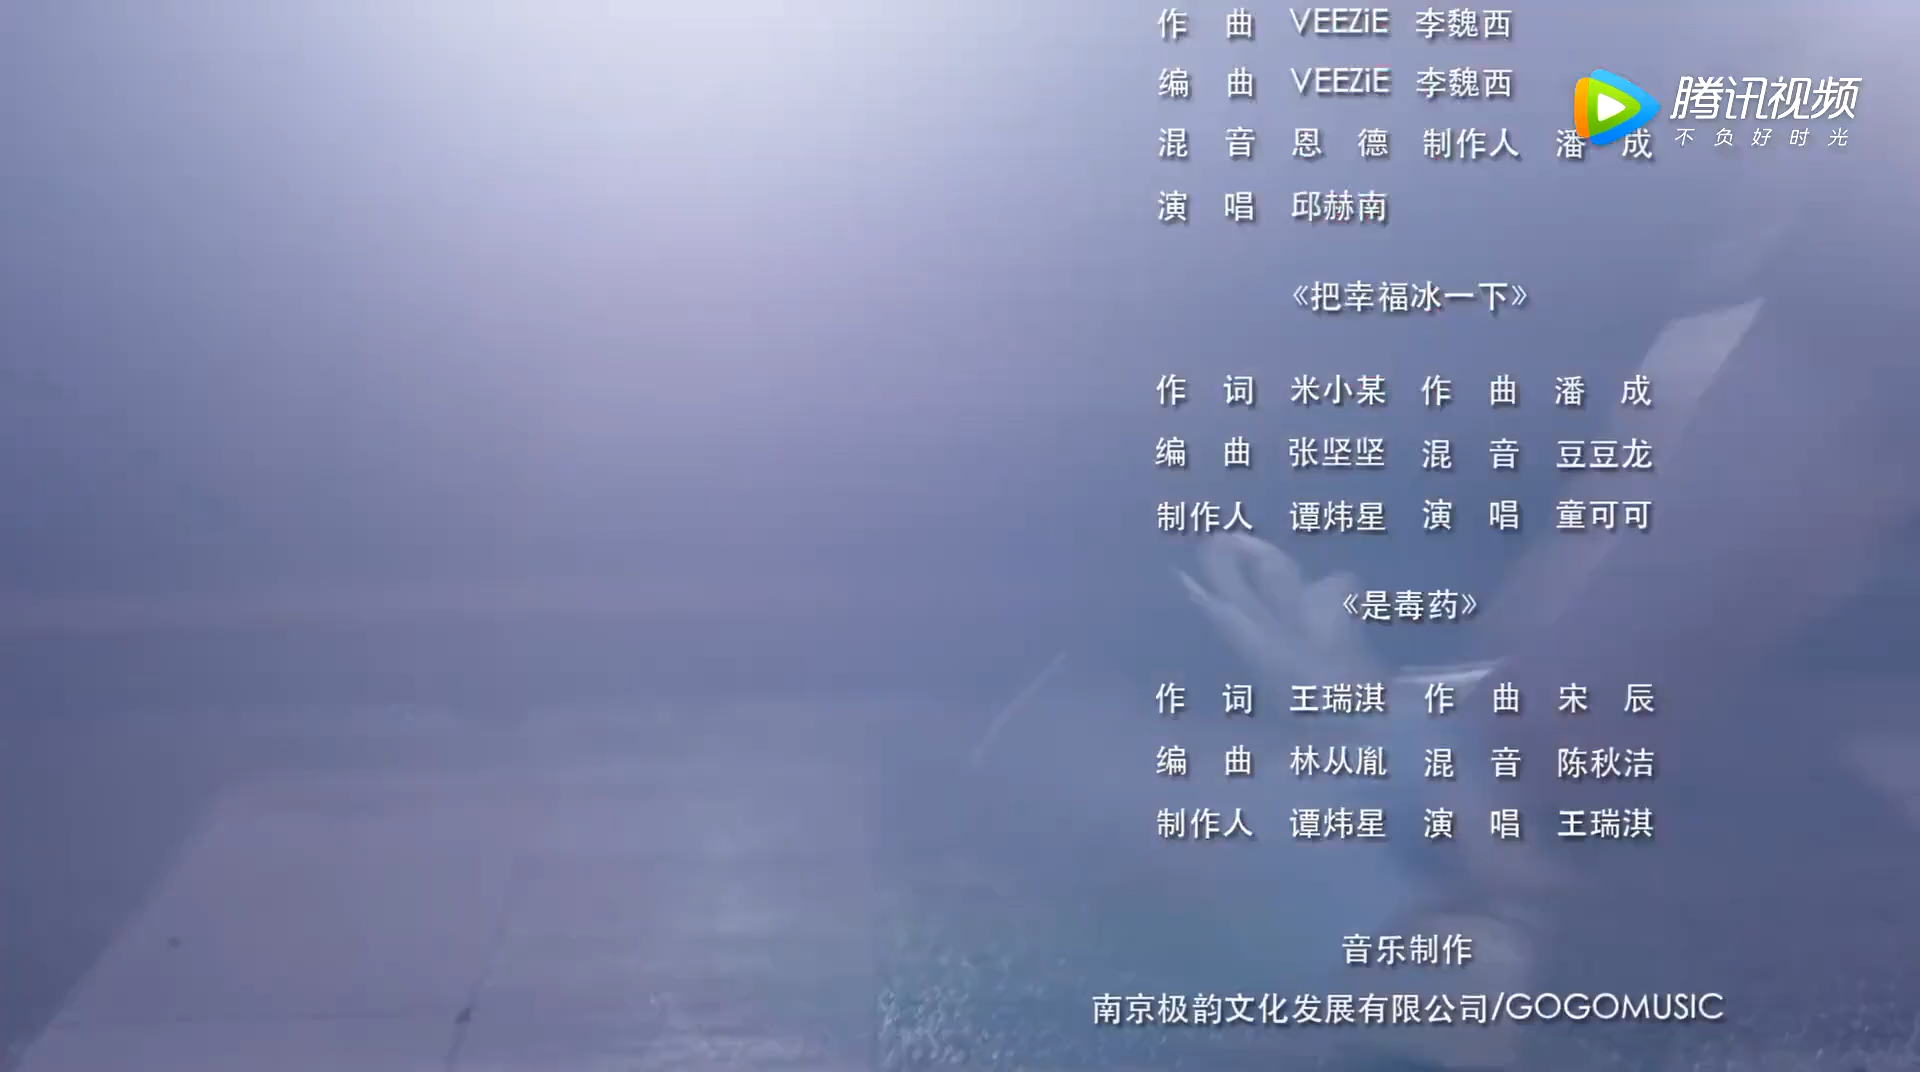 作 曲 VEEZiE 李魏西
编 曲 VEEZiE 李魏西
腾讯视频
不负好时光
混 音 恩 德 制作人 潘 成
演 唱 邱赫南
《把幸福冰一下》
作 词 米小某 作 曲 潘 成
编 曲 张坚坚 混 音 豆豆龙
制作人 谭炜星 演 唱 童可可
《是毒药》
作 词 王瑞淇 作 曲 宋 辰
编 曲 林从胤 混 音 陈秋洁
制作人 谭炜星 演 唱 王瑞淇
音乐制作
南京极韵文化发展有限公司/GOGOMUSIC